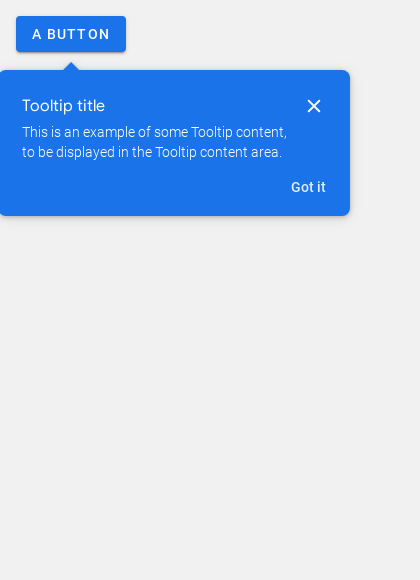 A BUTTON
Tooltip title
This is an example of some Tooltip content,
to be displayed in the Tooltip content area.
Got it